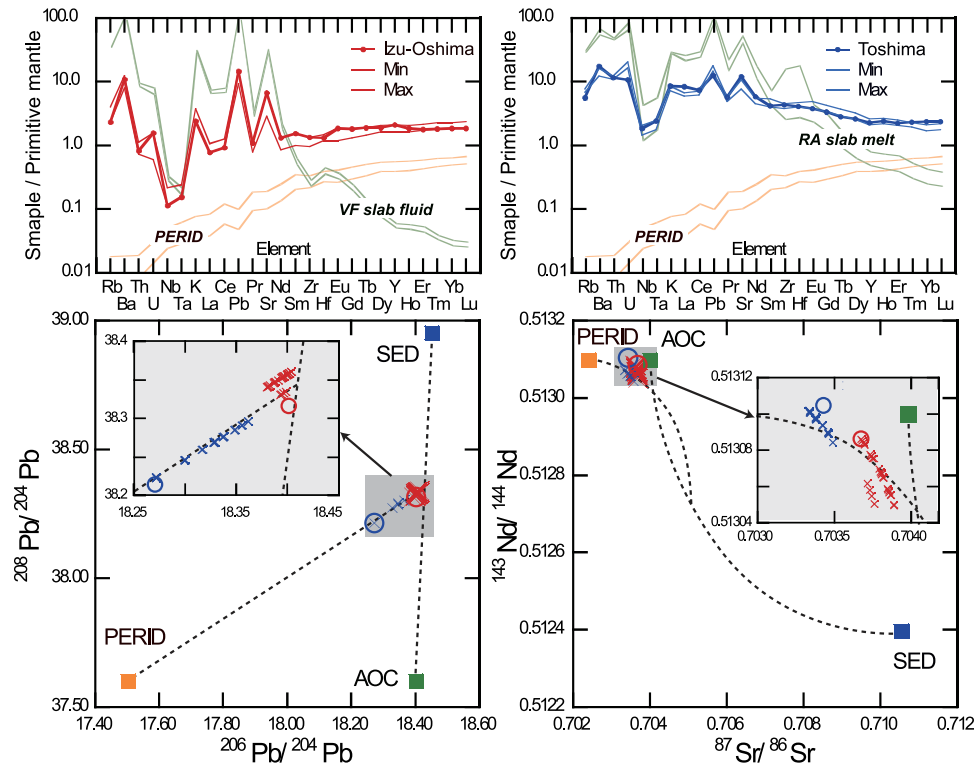 Smaple / Primitive mantle
100.0
10.0
1.0
0.1
0.01
Izu-Oshima
Min
Max
VF slab fluid
PERID
Element
Rb Th Nb K Ce Pr Nd Zr Eu Tb Y Er Yb
Ba U Ta La Pb Sr Sm Hf Gd Dy Ho Tm Lu
Smaple / Primitive mantle
100.0
10.0
1.0
0.1
0.01
Toshima
Min
Max
RA slab melt
PERID
Element
Rb Th Nb K Ce Pr Nd Zr Eu Tb Y Er Yb
Ba U Ta La Pb Sr Sm Hf Gd Dy Ho Tm Lu
208Pb/204Pb
39.00
38.50
38.00
37.50
38.4
38.3
38.2
18.25
18.35
18.45
SED
PERID
AOC
17.40 17.60 17.80 18.00 18.20 18.40 18.60
206Pb/204Pb
143Nd/144Nd
0.5132
0.5130
0.5128
0.5126
0.5124
0.5122
PERID
AOC
0.51312
0.51308
0.51304
0.703
0.7035
0.704
SED
0.702 0.704 0.706 0.708 0.710 0.712
87Sr/86Sr